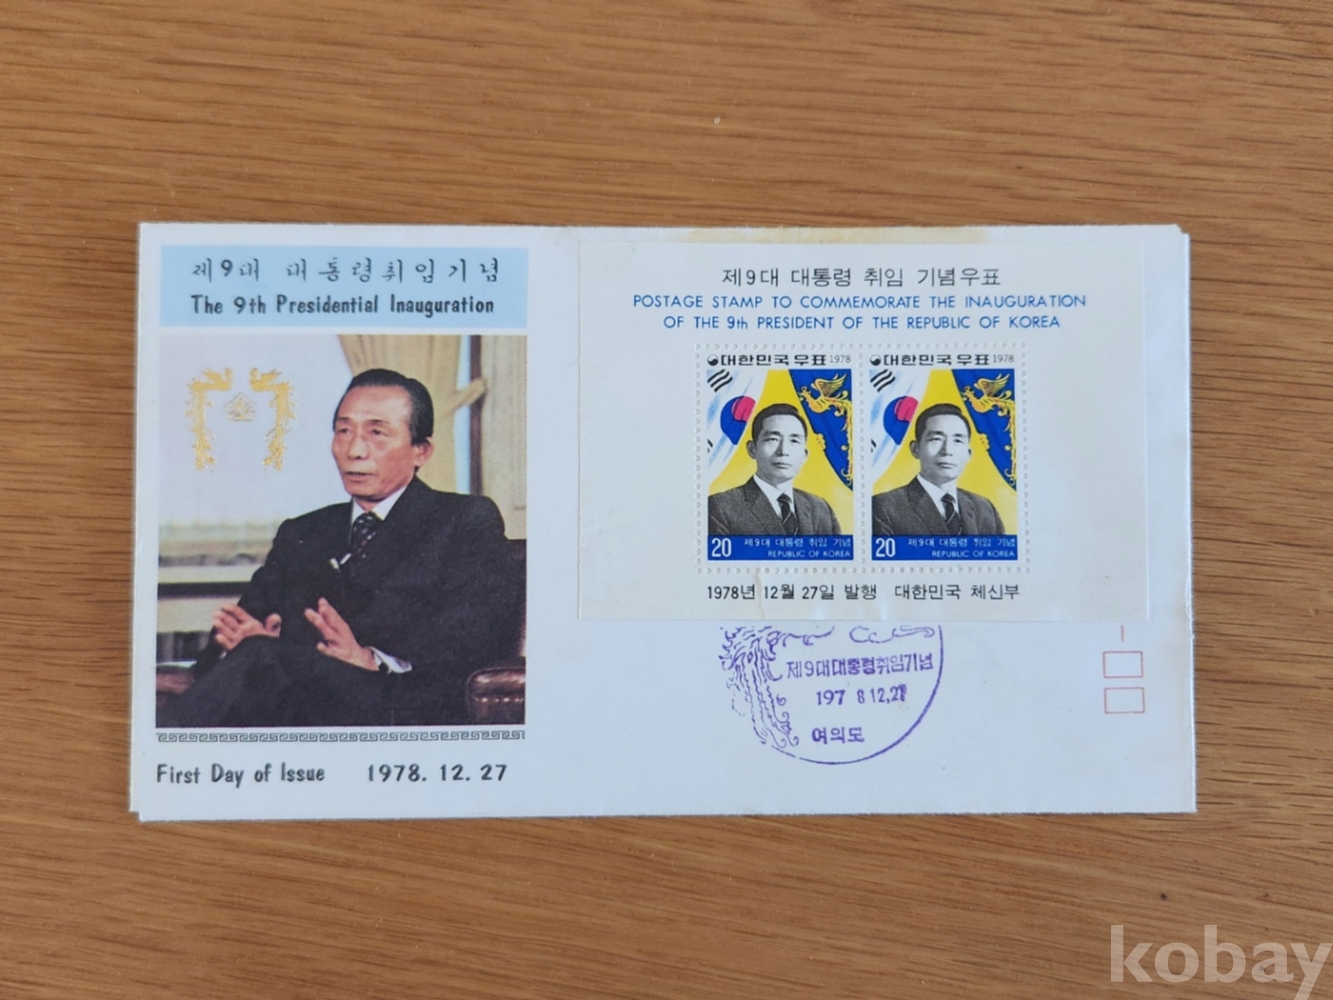 제9대 대통령취임기념
The 9th Presidential Inauguration
First Day of Issue 1978. 12. 27
제9대 대통령 취임 기념우표
POSTAGE STAMP TO COMMEMORATE THE INAUGURATION
OF THE 9th PRESIDENT OF THE REPUBLIC OF KOREA
대한민국우표 1978
20 제9대 대통령 취임 기념
REPUBLIC OF KOREA
대한민국우표 1978
20 제9대 대통령 취임 기념
REPUBLIC OF KOREA
1978년 12월 27일 발행 대한민국 체신부
제9대대통령취임기념
1978 12.27
여의도
kobay